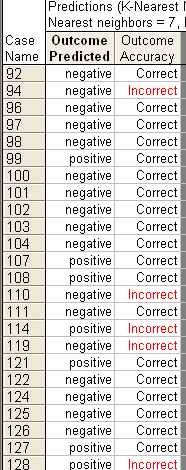 Predictions (K-Nearest
Nearest neighbors = 7,
Case Name Outcome Predicted Outcome Accuracy
92 negative Correct
94 negative Incorrect
96 negative Correct
97 negative Correct
98 negative Correct
99 positive Correct
100 negative Correct
101 negative Correct
102 negative Correct
103 negative Correct
104 negative Correct
107 positive Correct
108 positive Correct
110 negative Incorrect
111 negative Correct
114 positive Incorrect
119 negative Incorrect
121 positive Correct
122 negative Correct
124 negative Correct
125 negative Correct
126 negative Correct
127 positive Correct
128 positive Incorrect